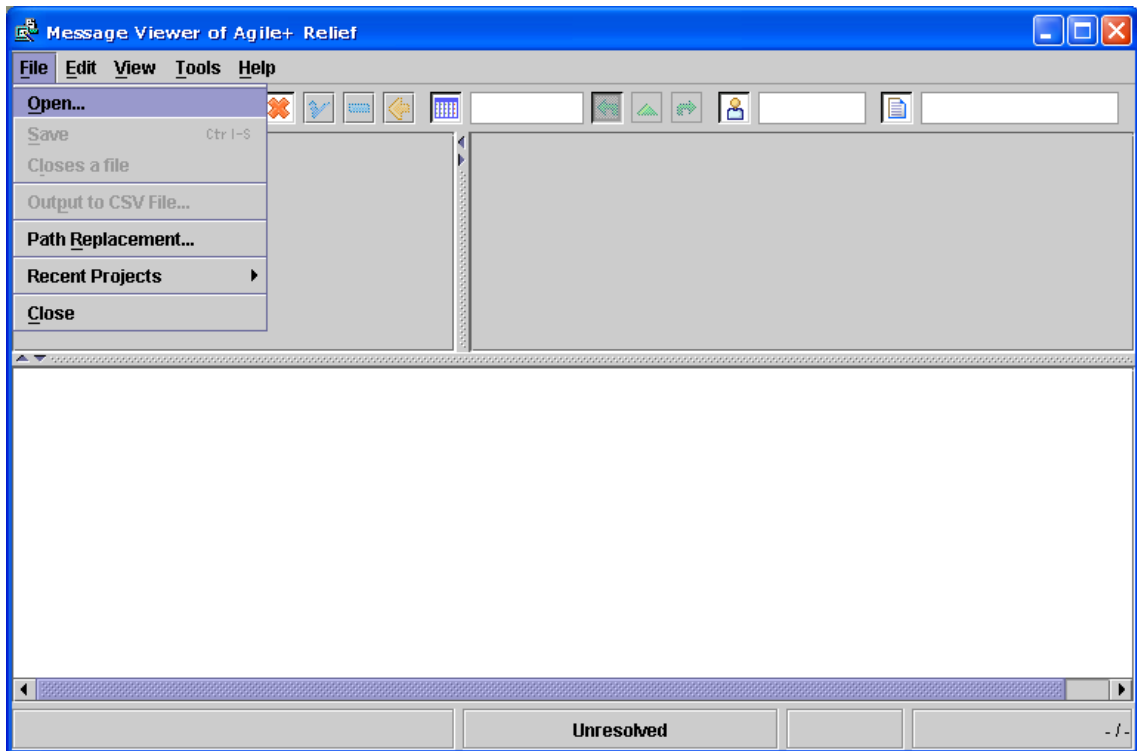 Message Viewer of Agile+ Relief
File Edit View Tools Help
Open...
Save Ctrl-S
Closes a file
Output to CSV File...
Path Replacement...
Recent Projects
Close
Unresolved
- / -